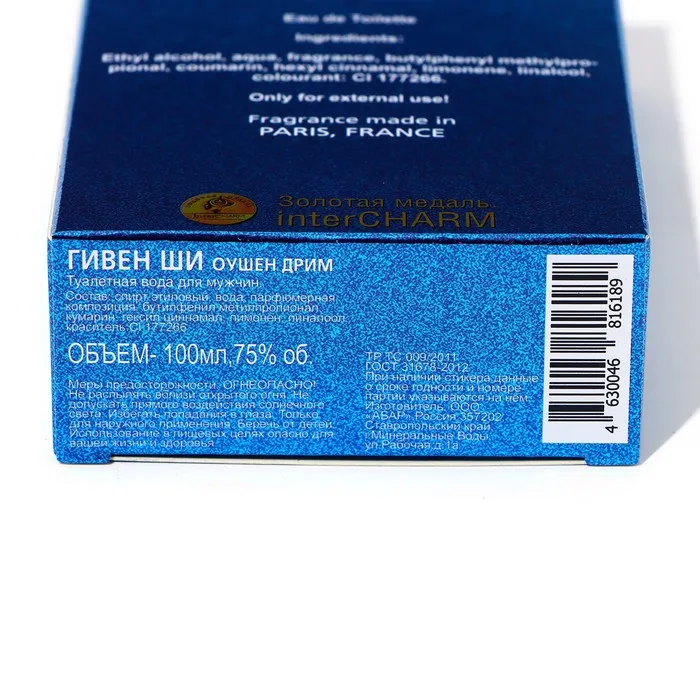 Eau de Toilette
Ingredients:
Ethyl alcohol, aqua, fragrance, butylphenyl methylpro-
pional, coumarin, hexyl cinnamal, limonene, linalool,
colourant: CI 177266.
Only for external use!
Fragrance made in
PARIS, FRANCE
Золотая медаль.
interCHARM
ГИВЕН ШИ ОУШЕН ДРИМ
Туалетная вода для мужчин
Состав: спирт этиловый, вода, парфюмерная
композиция, бутилфенил метилпропионал,
кумарин, гексил циннамал, лимонен, линалоол,
краситель CI 177266
ОБЪЕМ- 100мл,75% об.
Меры предосторожности: ОГНЕОПАСНО!
Не распылять вблизи открытого огня. Не
допускать прямого воздействия солнечного
света. Избегать попадания в глаза. Только
для наружного применения. Беречь от детей.
Использование в пищевых целях опасно для
вашей жизни и здоровья.
ТР ТС 009/2011
ГОСТ 31678-2012
При наличии стикера, данные
о сроке годности и номере
партии указываются на нём.
Изготовитель: ООО
«АБАР» Россия 357202
Ставропольский край
г.Минеральные Воды,
ул.Рабочая д.1а
4 630046 816189